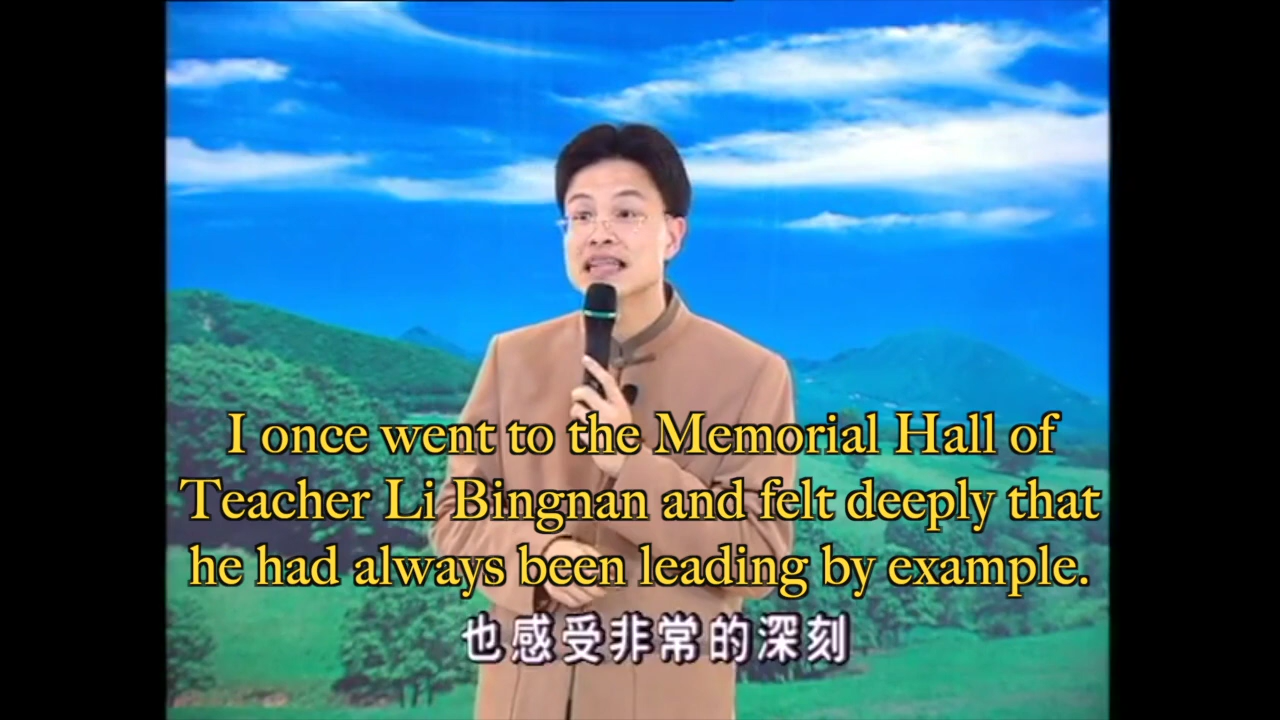 I once went to the Memorial Hall of
Teacher Li Bingnan and felt deeply that
he had always been leading by example.
也感受非常的深刻